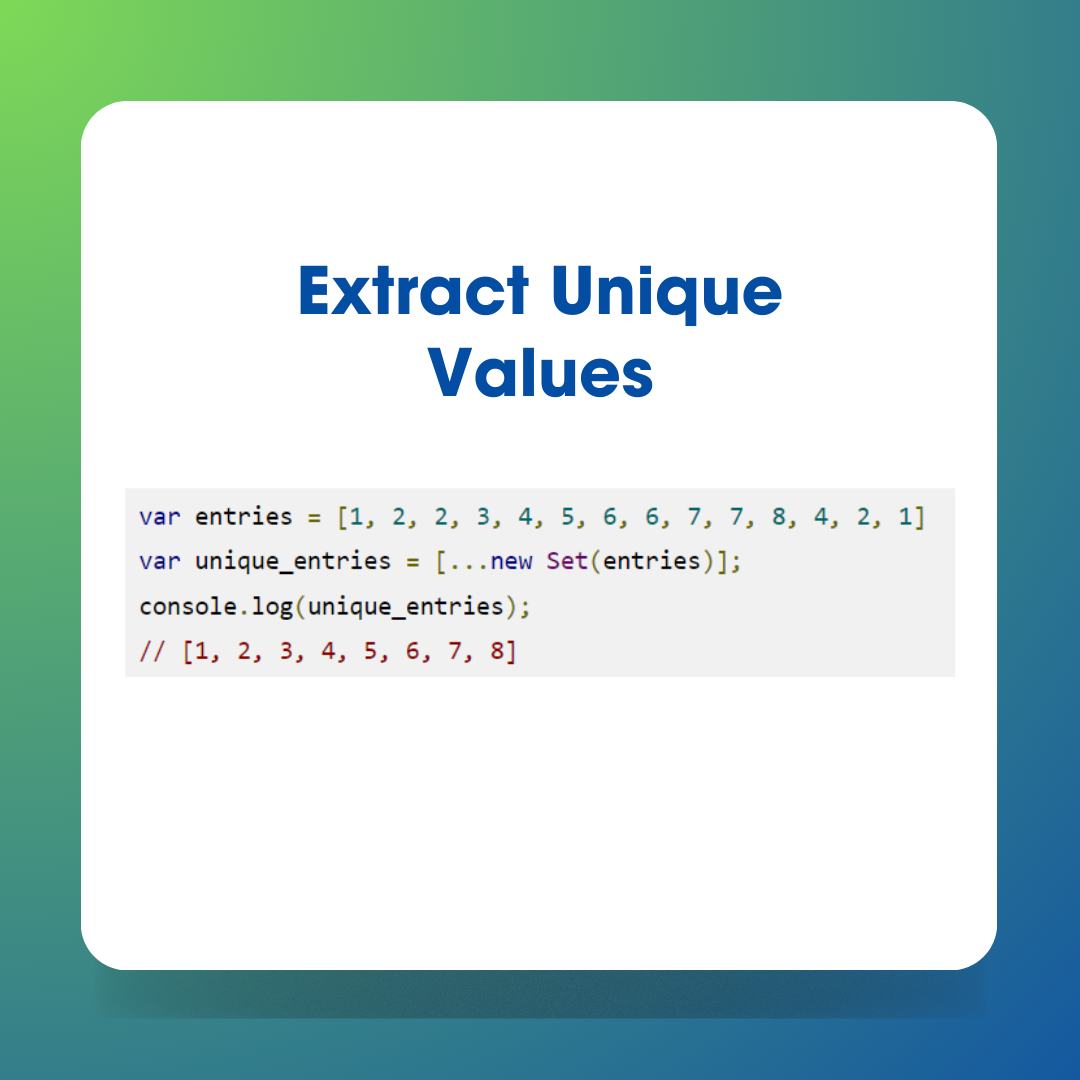 Extract Unique
Values
var entries = [1, 2, 2, 3, 4, 5, 6, 6, 7, 7, 8, 4, 2, 1]
var unique_entries = [...new Set(entries)];
console.log(unique_entries);
// [1, 2, 3, 4, 5, 6, 7, 8]